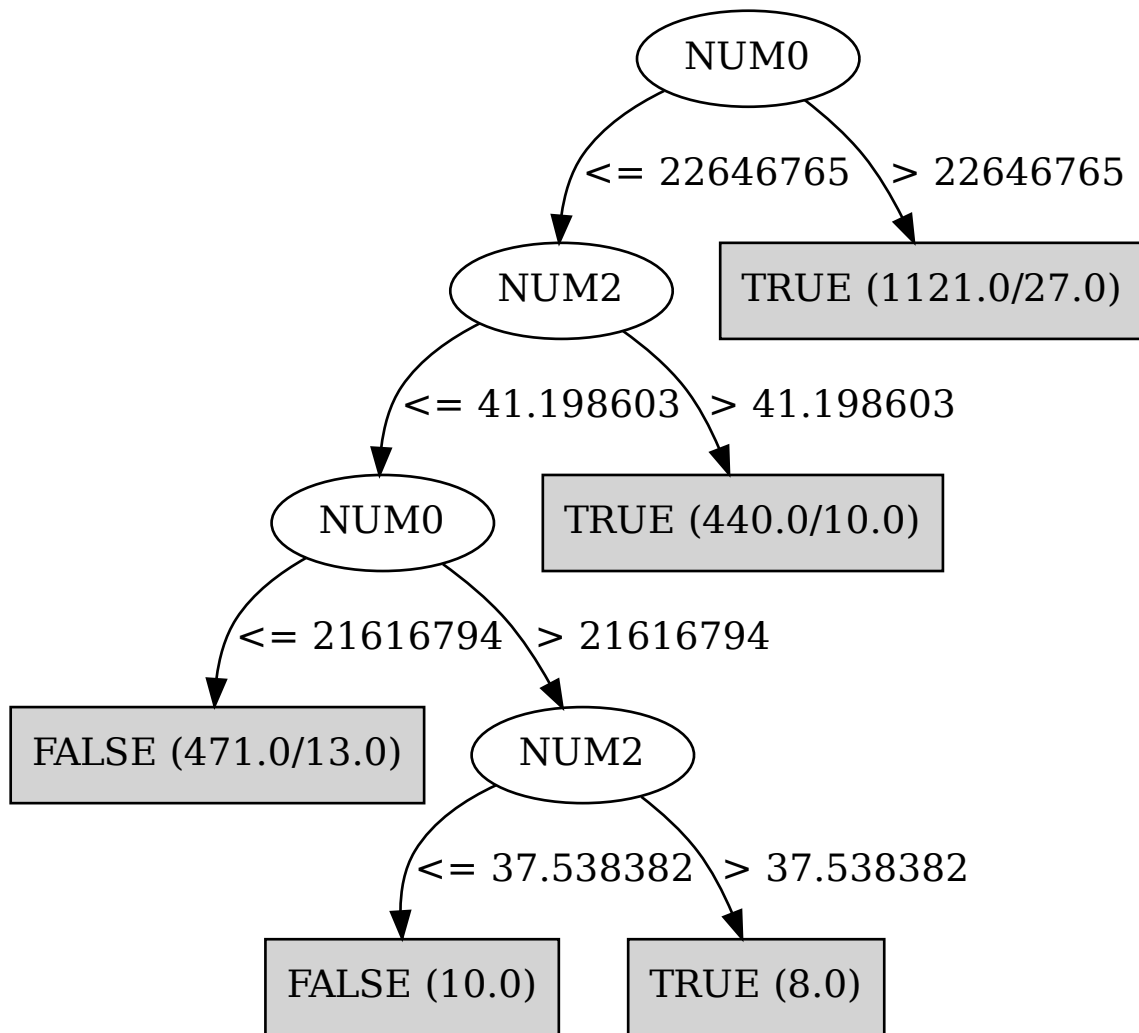 NUM0
<= 22646765
> 22646765
NUM2
TRUE (1121.0/27.0)
<= 41.198603
> 41.198603
NUM0
TRUE (440.0/10.0)
<= 21616794
> 21616794
FALSE (471.0/13.0)
NUM2
<= 37.538382
> 37.538382
FALSE (10.0)
TRUE (8.0)